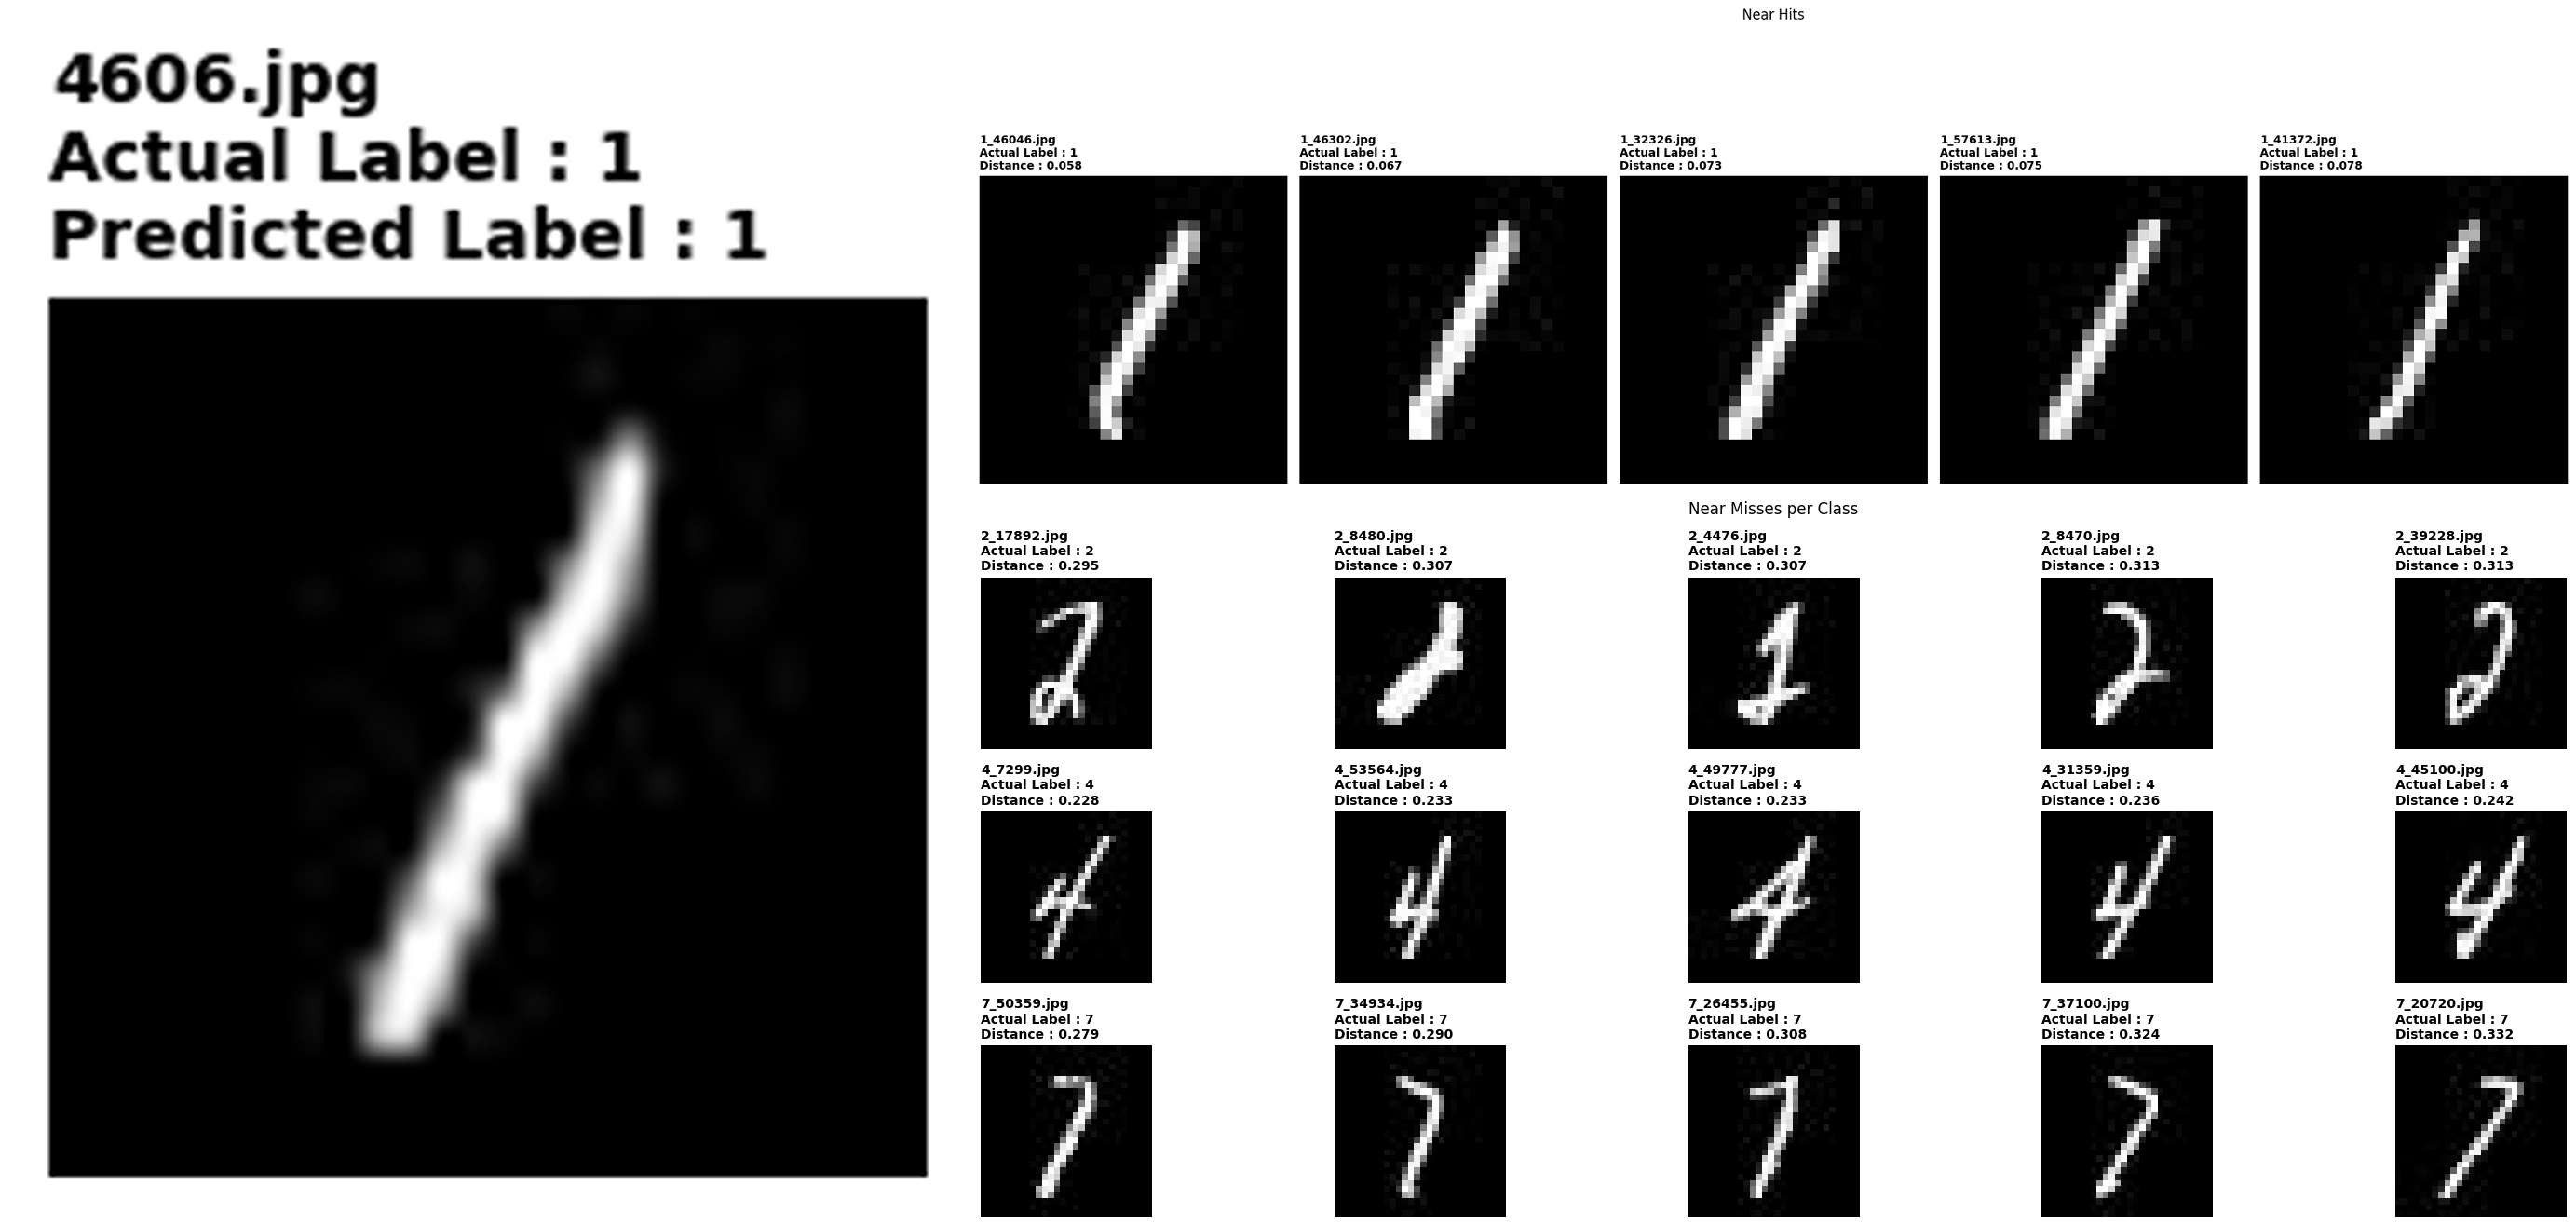 4606.jpg
Actual Label : 1
Predicted Label : 1
Near Hits
1_46046.jpg
Actual Label : 1
Distance : 0.058
1_46302.jpg
Actual Label : 1
Distance : 0.067
1_32326.jpg
Actual Label : 1
Distance : 0.073
1_57613.jpg
Actual Label : 1
Distance : 0.075
1_41372.jpg
Actual Label : 1
Distance : 0.078
Near Misses per Class
2_17892.jpg
Actual Label : 2
Distance : 0.295
2_8480.jpg
Actual Label : 2
Distance : 0.307
2_4476.jpg
Actual Label : 2
Distance : 0.307
2_8470.jpg
Actual Label : 2
Distance : 0.313
2_39228.jpg
Actual Label : 2
Distance : 0.313
4_7299.jpg
Actual Label : 4
Distance : 0.228
4_53564.jpg
Actual Label : 4
Distance : 0.233
4_49777.jpg
Actual Label : 4
Distance : 0.233
4_31359.jpg
Actual Label : 4
Distance : 0.236
4_45100.jpg
Actual Label : 4
Distance : 0.242
7_50359.jpg
Actual Label : 7
Distance : 0.279
7_34934.jpg
Actual Label : 7
Distance : 0.290
7_26455.jpg
Actual Label : 7
Distance : 0.308
7_37100.jpg
Actual Label : 7
Distance : 0.324
7_20720.jpg
Actual Label : 7
Distance : 0.332